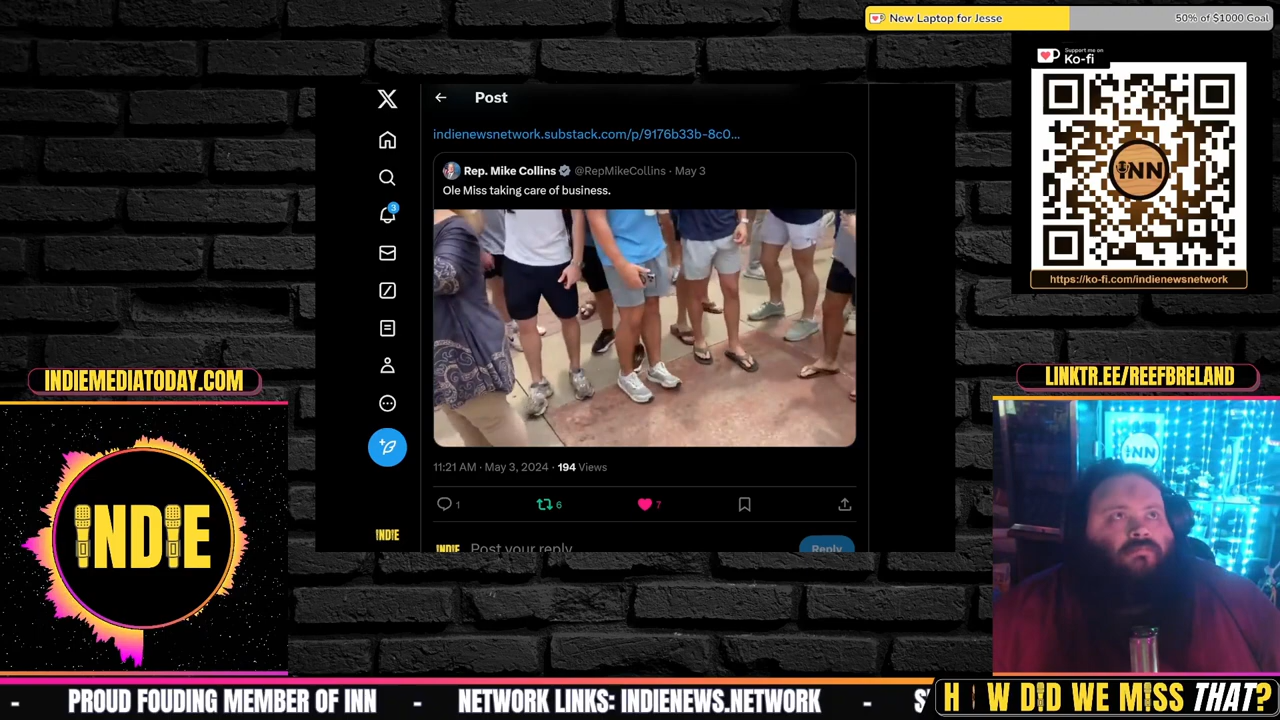 New Laptop for Jesse
50% of $1000 Goal
Support me on
Ko-fi
iNN
https://ko-fi.com/indienewsnetwork
Post
indienewsnetwork.substack.com/p/9176b33b-8c0...
Rep. Mike Collins @RepMikeCollins · May 3
Ole Miss taking care of business.
3
11:21 AM · May 3, 2024 · 194 Views
1
6
7
INDIE
INDIE
Post your reply
Reply
INDIEMEDIATODAY.COM
INDIE
LINKTR.EE/REEFBRELAND
iNN
- PROUD FOUDING MEMBER OF INN - NETWORK LINKS: INDIENEWS.NETWORK -
HOW DID WE MISS THAT?